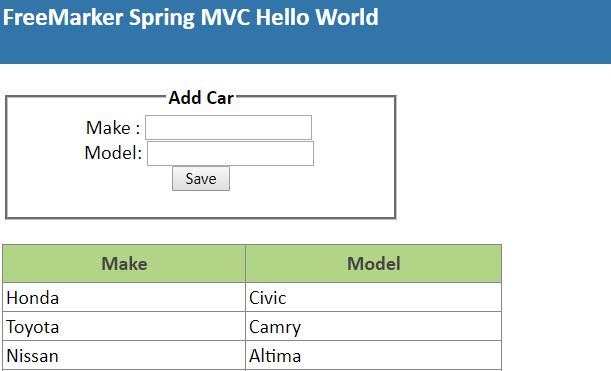 FreeMarker Spring MVC Hello World
Add Car
Make :
Model:
Save
Make Model
Honda Civic
Toyota Camry
Nissan Altima